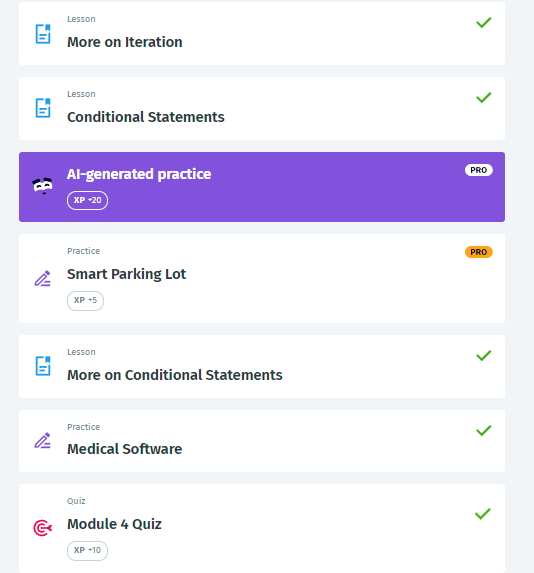 Lesson
More on Iteration
Lesson
Conditional Statements
AI-generated practice
PRO
XP +20
Practice
PRO
Smart Parking Lot
XP +5
Lesson
More on Conditional Statements
Practice
Medical Software
Quiz
Module 4 Quiz
XP +10